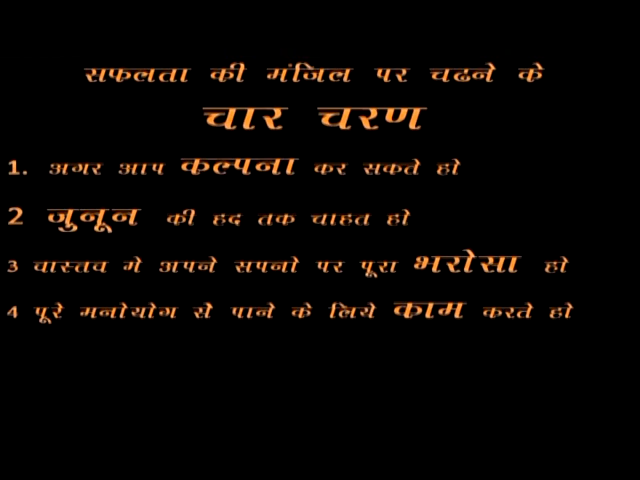 सफलता की मंजिल पर चढने के
चार चरण
1. अगर आप कल्पना कर सकते हो
2 जुनून की हद तक चाहत हो
3 वास्तव मे अपने सपनो पर पूरा भरोसा हो
4 पूरे मनोयोग से पाने के लिये काम करते हो